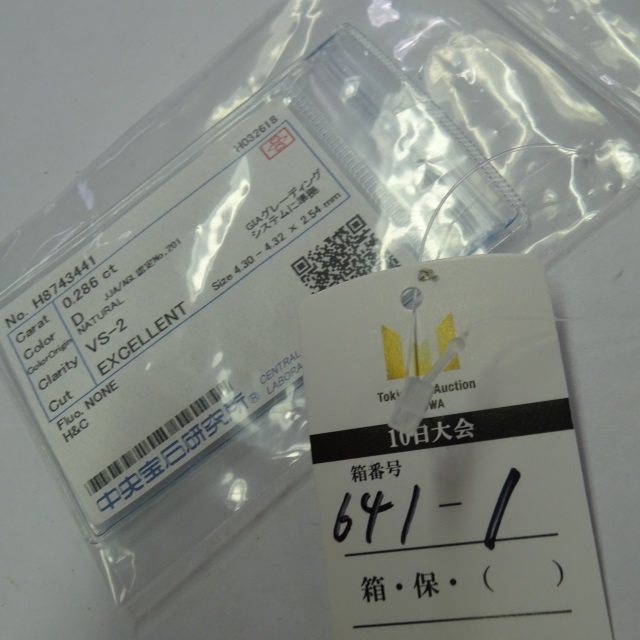 H032618
No. H8743441
Carat 0.286 ct
Color D
Color Origin NATURAL
Clarity VS-2
Cut EXCELLENT
Fluo. NONE
H&C
GIAグレーディング
システムに準拠
Size 4.30 - 4.32 × 2.54 mm
中央宝石研究所
CENTRAL
Auction
10日大会
箱番号
641-1
箱・保・( )